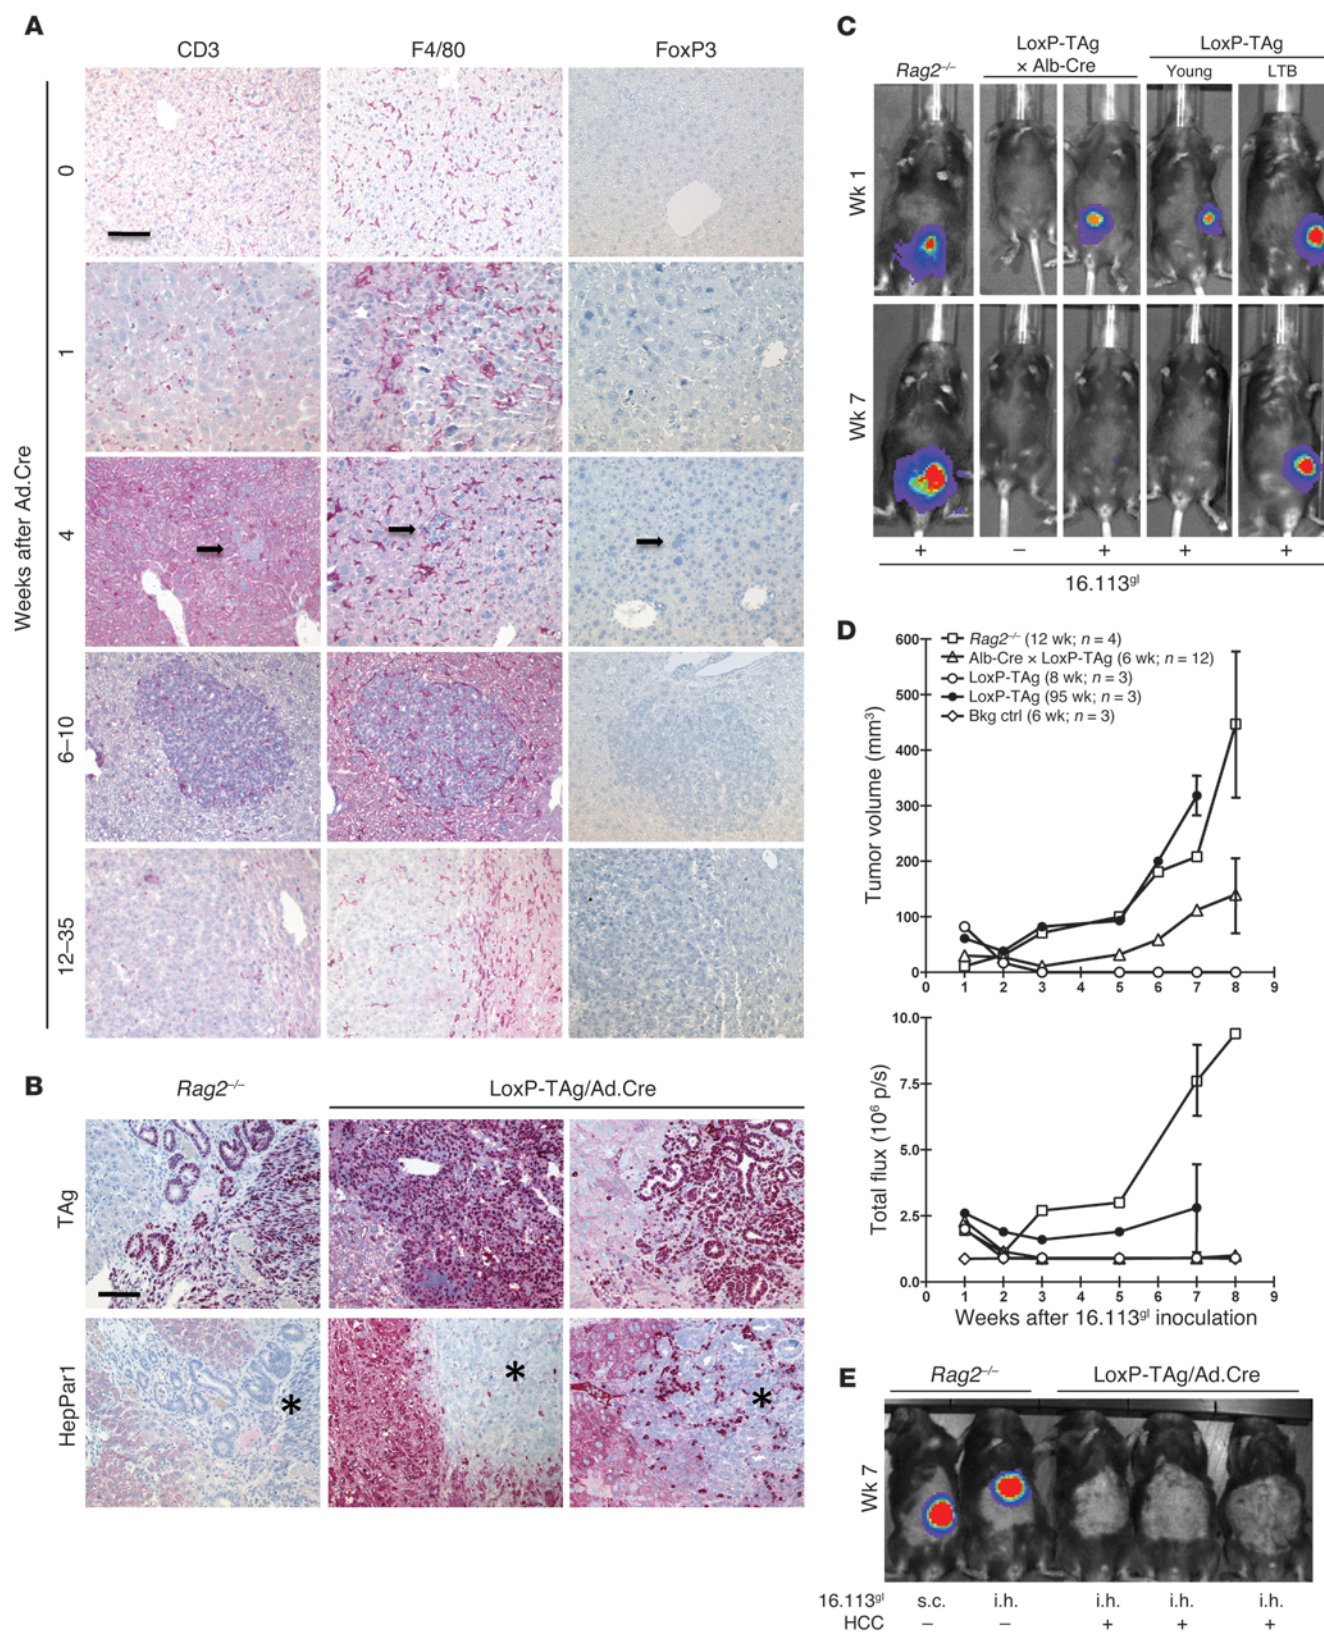 A
CD3 F4/80 FoxP3
Weeks after Ad.Cre
0
1
4
6–10
12–35
B
Rag2⁻/⁻ LoxP-TAg/Ad.Cre
TAg
HepPar1
*
*
*
C
LoxP-TAg × Alb-Cre
LoxP-TAg
Rag2⁻/⁻ Young LTB
Wk 1
Wk 7
+ − + + +
16.113ᵍˡ
D
Rag2⁻/⁻ (12 wk; n = 4)
Alb-Cre × LoxP-TAg (6 wk; n = 12)
LoxP-TAg (8 wk; n = 3)
LoxP-TAg (95 wk; n = 3)
Bkg ctrl (6 wk; n = 3)
Tumor volume (mm³)
600
500
400
300
200
100
0
0 1 2 3 4 5 6 7 8 9
Total flux (10⁶ p/s)
10.0
7.5
5.0
2.5
0.0
0 1 2 3 4 5 6 7 8 9
Weeks after 16.113ᵍˡ inoculation
E
Rag2⁻/⁻ LoxP-TAg/Ad.Cre
Wk 7
16.113ᵍˡ s.c. i.h. i.h. i.h. i.h.
HCC − − + + +